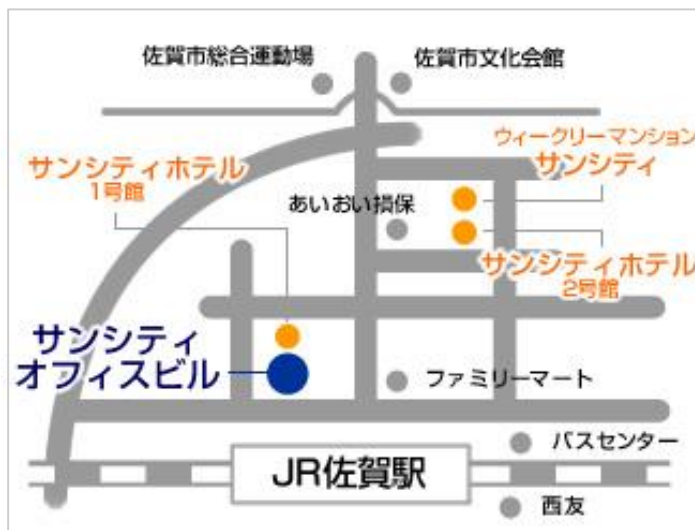 佐賀市総合運動場
佐賀市文化会館
ウィークリーマンション
サンシティ
サンシティホテル
1号館
あいおい損保
サンシティホテル
2号館
サンシティ
オフィスビル
ファミリーマート
バスセンター
JR佐賀駅
西友